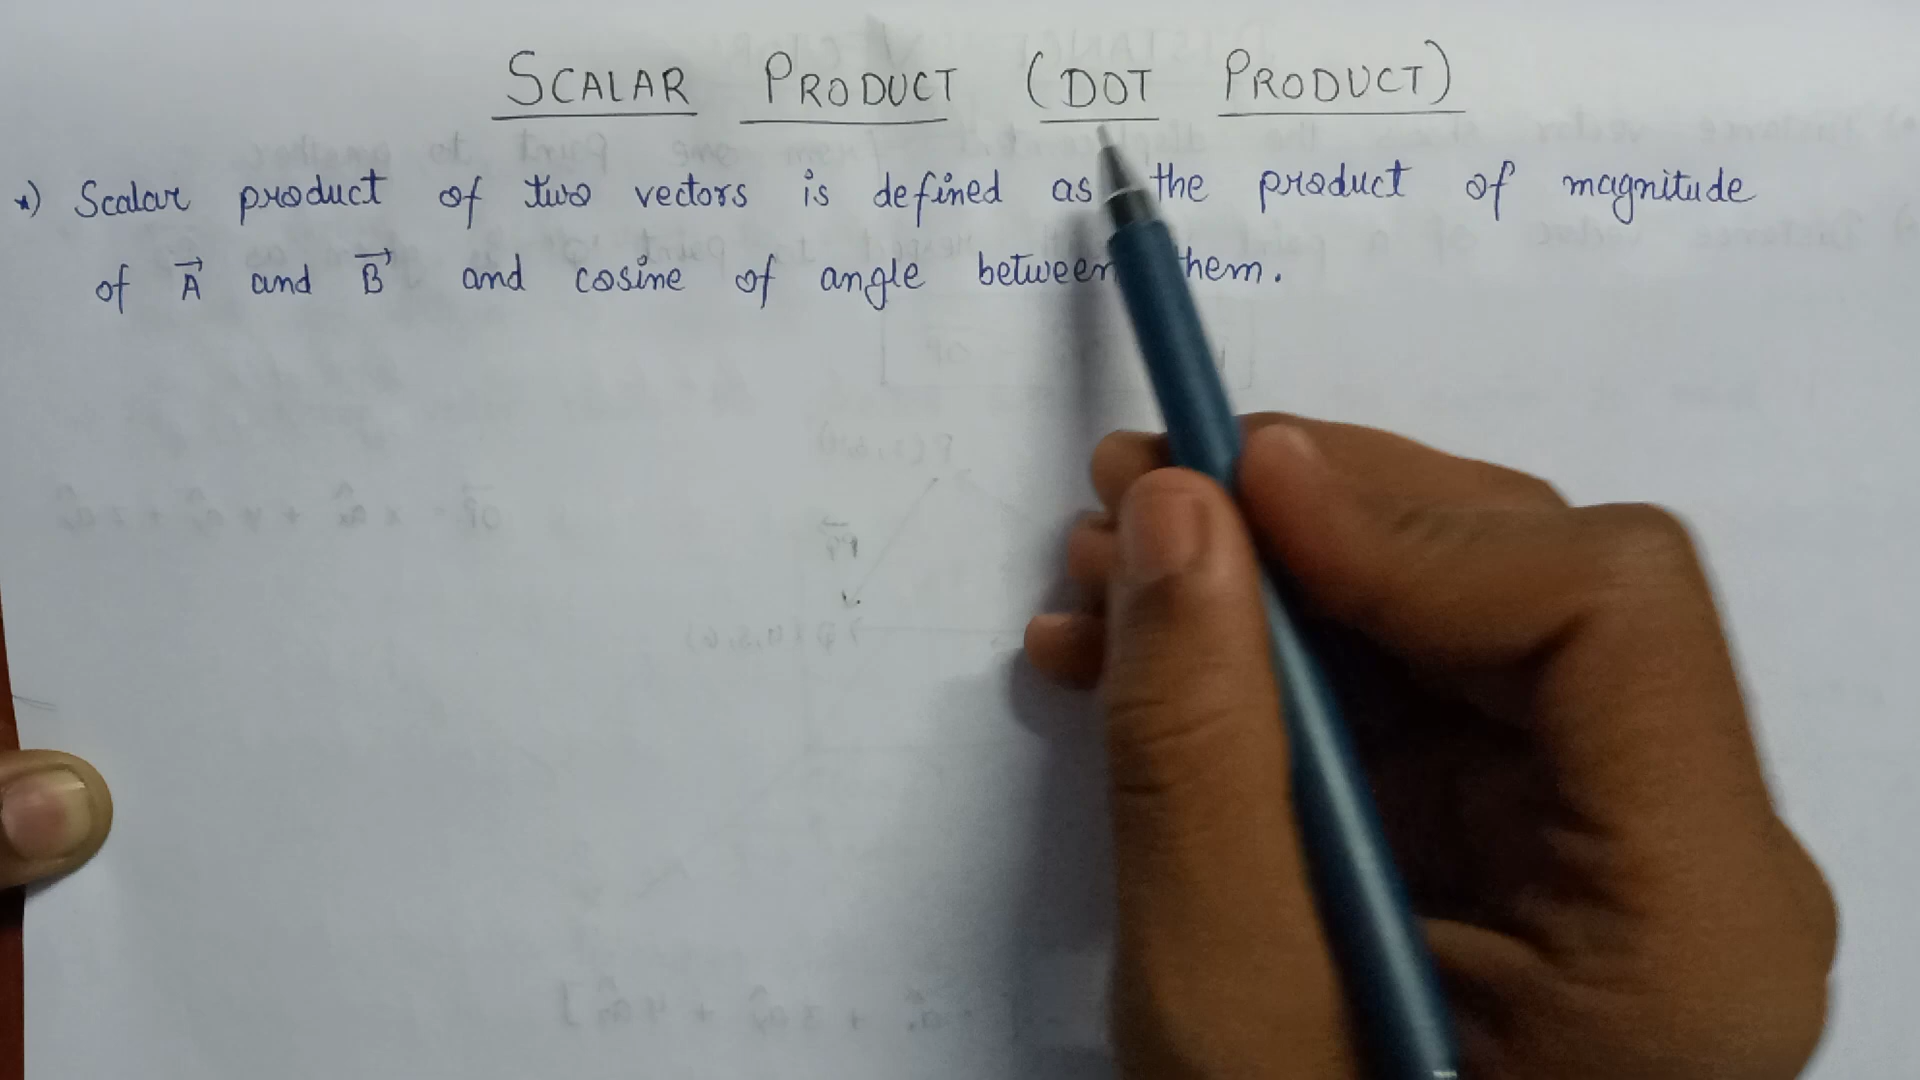 SCALAR PRODUCT (DOT PRODUCT)
*) Scalar product of two vectors is defined as the product of magnitude
of A⃗ and B⃗ and cosine of angle between them.